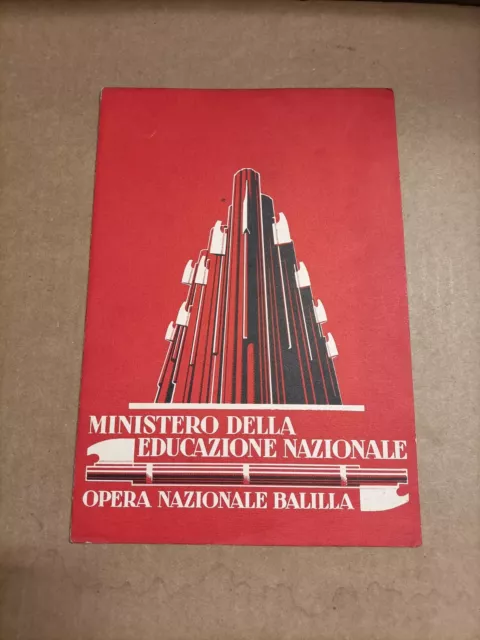 MINISTERO DELLA
EDUCAZIONE NAZIONALE
OPERA NAZIONALE BALILLA